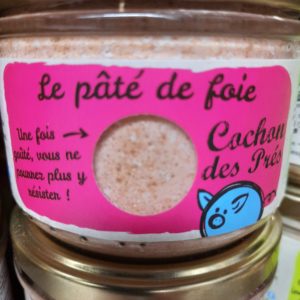 Le pâté de foie
Une fois →
goûté, vous ne
pouvez plus y
résister !
Cochon
des Prés